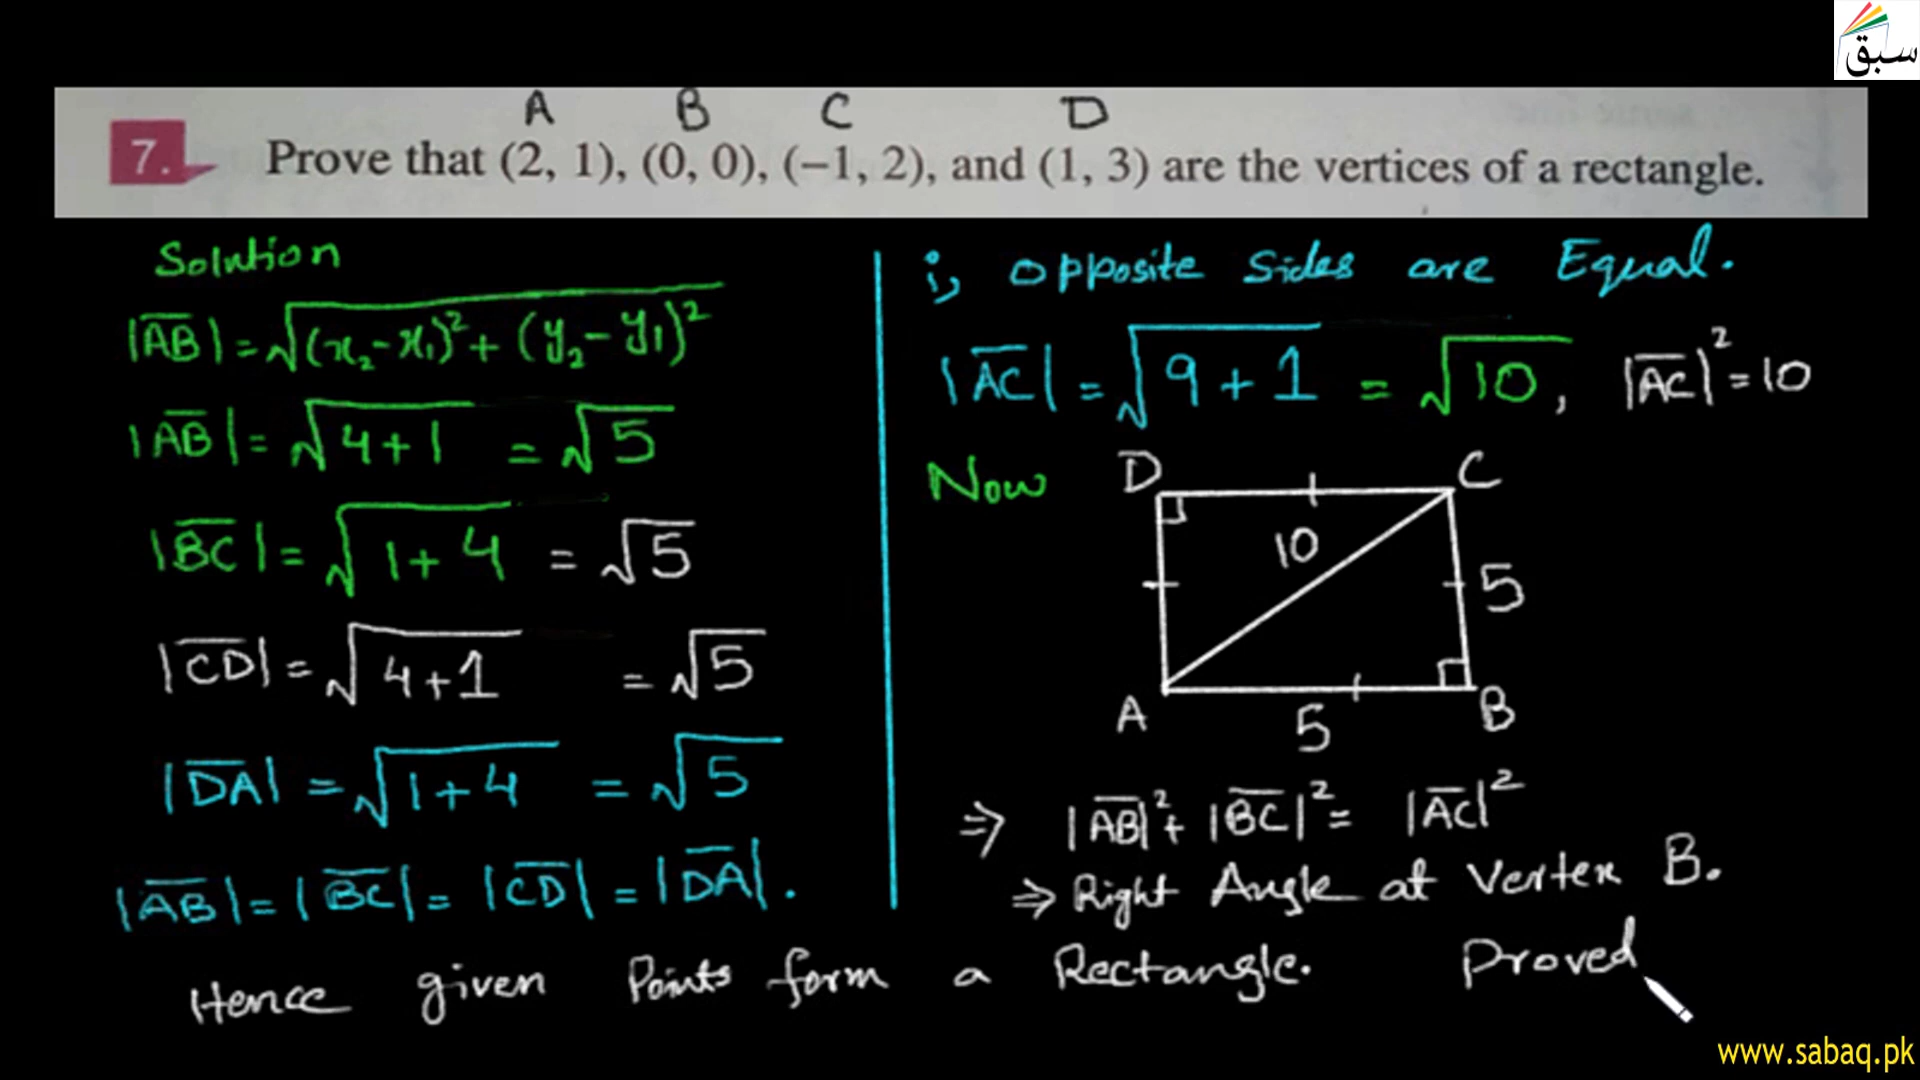 سبق
A B C D
7. Prove that (2, 1), (0, 0), (−1, 2), and (1, 3) are the vertices of a rectangle.
Solution
|AB̅| = √(x₂-x₁)² + (y₂-y₁)²
|AB̅| = √4+1 = √5
|BC̅| = √1+4 = √5
|CD̅| = √4+1 = √5
|DA̅| = √1+4 = √5
|AB̅| = |BC̅| = |CD̅| = |DA̅|.
i, opposite sides are Equal.
|AC̅| = √9+1 = √10, |AC̅|² = 10
Now
D C
10
5
A B
5
⇒ |AB̅|² + |BC̅|² = |AC̅|²
⇒ Right Angle at Vertex B.
Hence given Points form a Rectangle. Proved
www.sabaq.pk